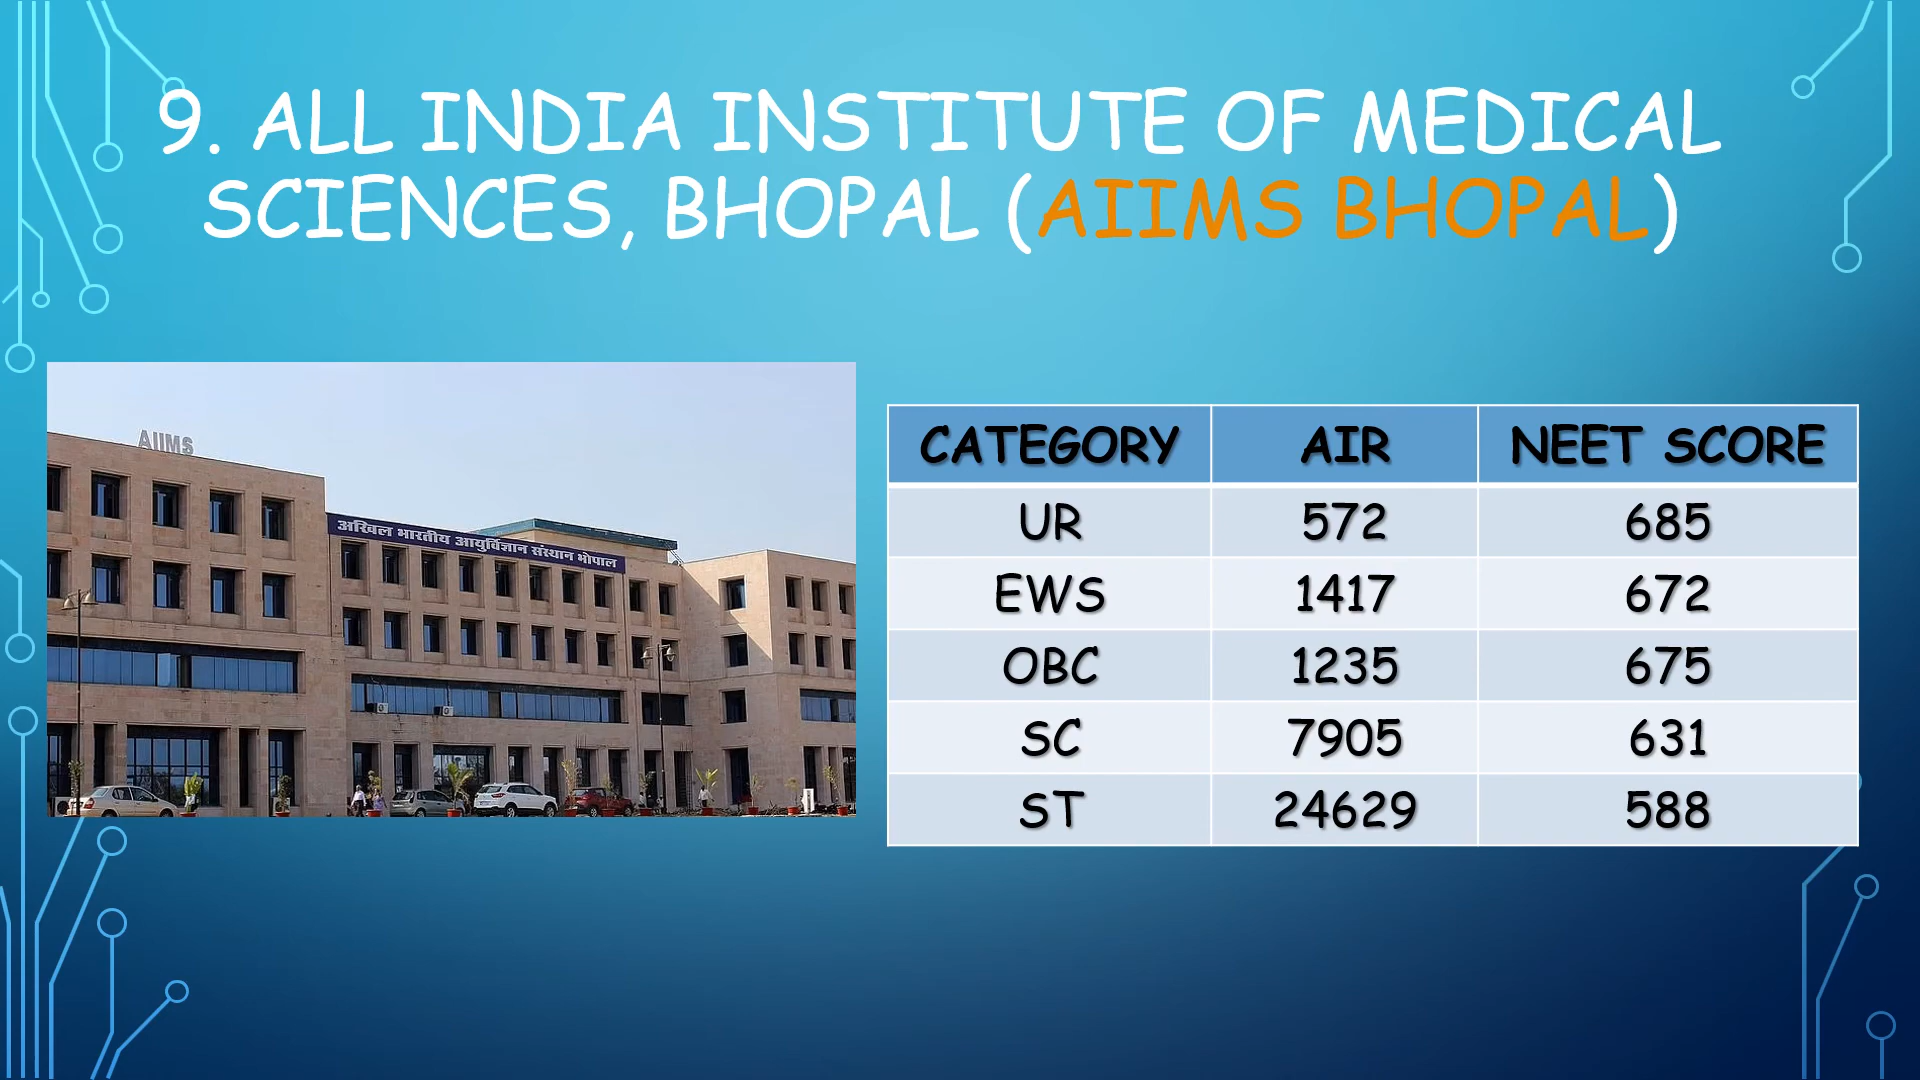 9. ALL INDIA INSTITUTE OF MEDICAL
SCIENCES, BHOPAL (AIIMS BHOPAL)
AIIMS
अखिल भारतीय आयुर्विज्ञान संस्थान भोपाल
CATEGORY AIR NEET SCORE
UR 572 685
EWS 1417 672
OBC 1235 675
SC 7905 631
ST 24629 588